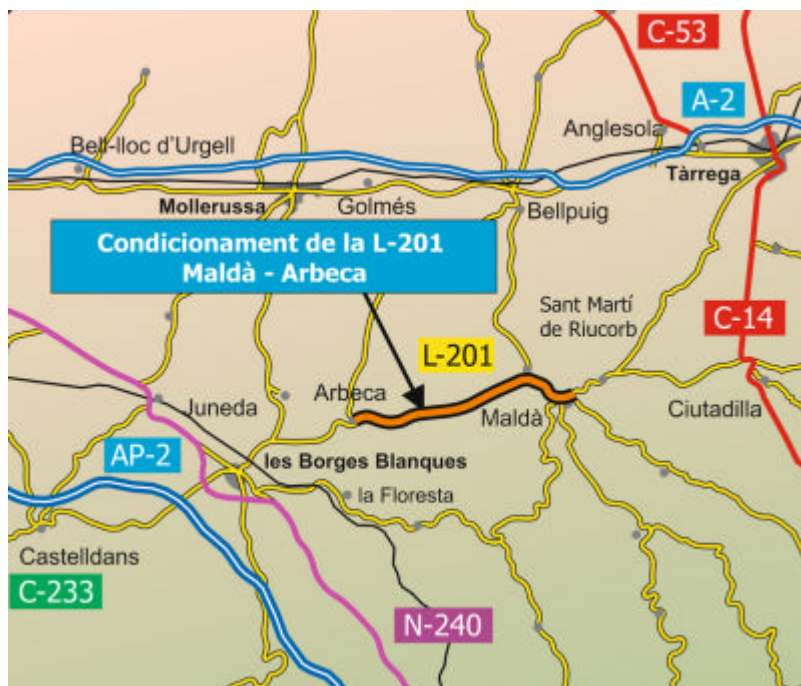 C-53
A-2
Anglesola
Bell-lloc d'Urgell
Tàrrega
Mollerussa
Golmés
Bellpuig
Condicionament de la L-201
Maldà - Arbeca
Sant Martí
de Riucorb
C-14
L-201
Arbeca
Juneda
Maldà
Ciutadilla
AP-2
les Borges Blanques
la Floresta
Castelldans
C-233
N-240